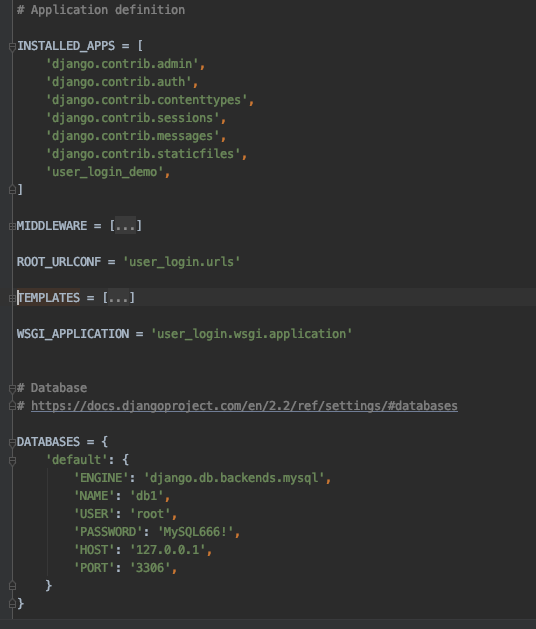 # Application definition
INSTALLED_APPS = [
    'django.contrib.admin',
    'django.contrib.auth',
    'django.contrib.contenttypes',
    'django.contrib.sessions',
    'django.contrib.messages',
    'django.contrib.staticfiles',
    'user_login_demo',
]
MIDDLEWARE = [...]
ROOT_URLCONF = 'user_login.urls'
TEMPLATES = [...]
WSGI_APPLICATION = 'user_login.wsgi.application'
# Database
# https://docs.djangoproject.com/en/2.2/ref/settings/#databases
DATABASES = {
    'default': {
        'ENGINE': 'django.db.backends.mysql',
        'NAME': 'db1',
        'USER': 'root',
        'PASSWORD': 'MySQL666!',
        'HOST': '127.0.0.1',
        'PORT': '3306',
    }
}